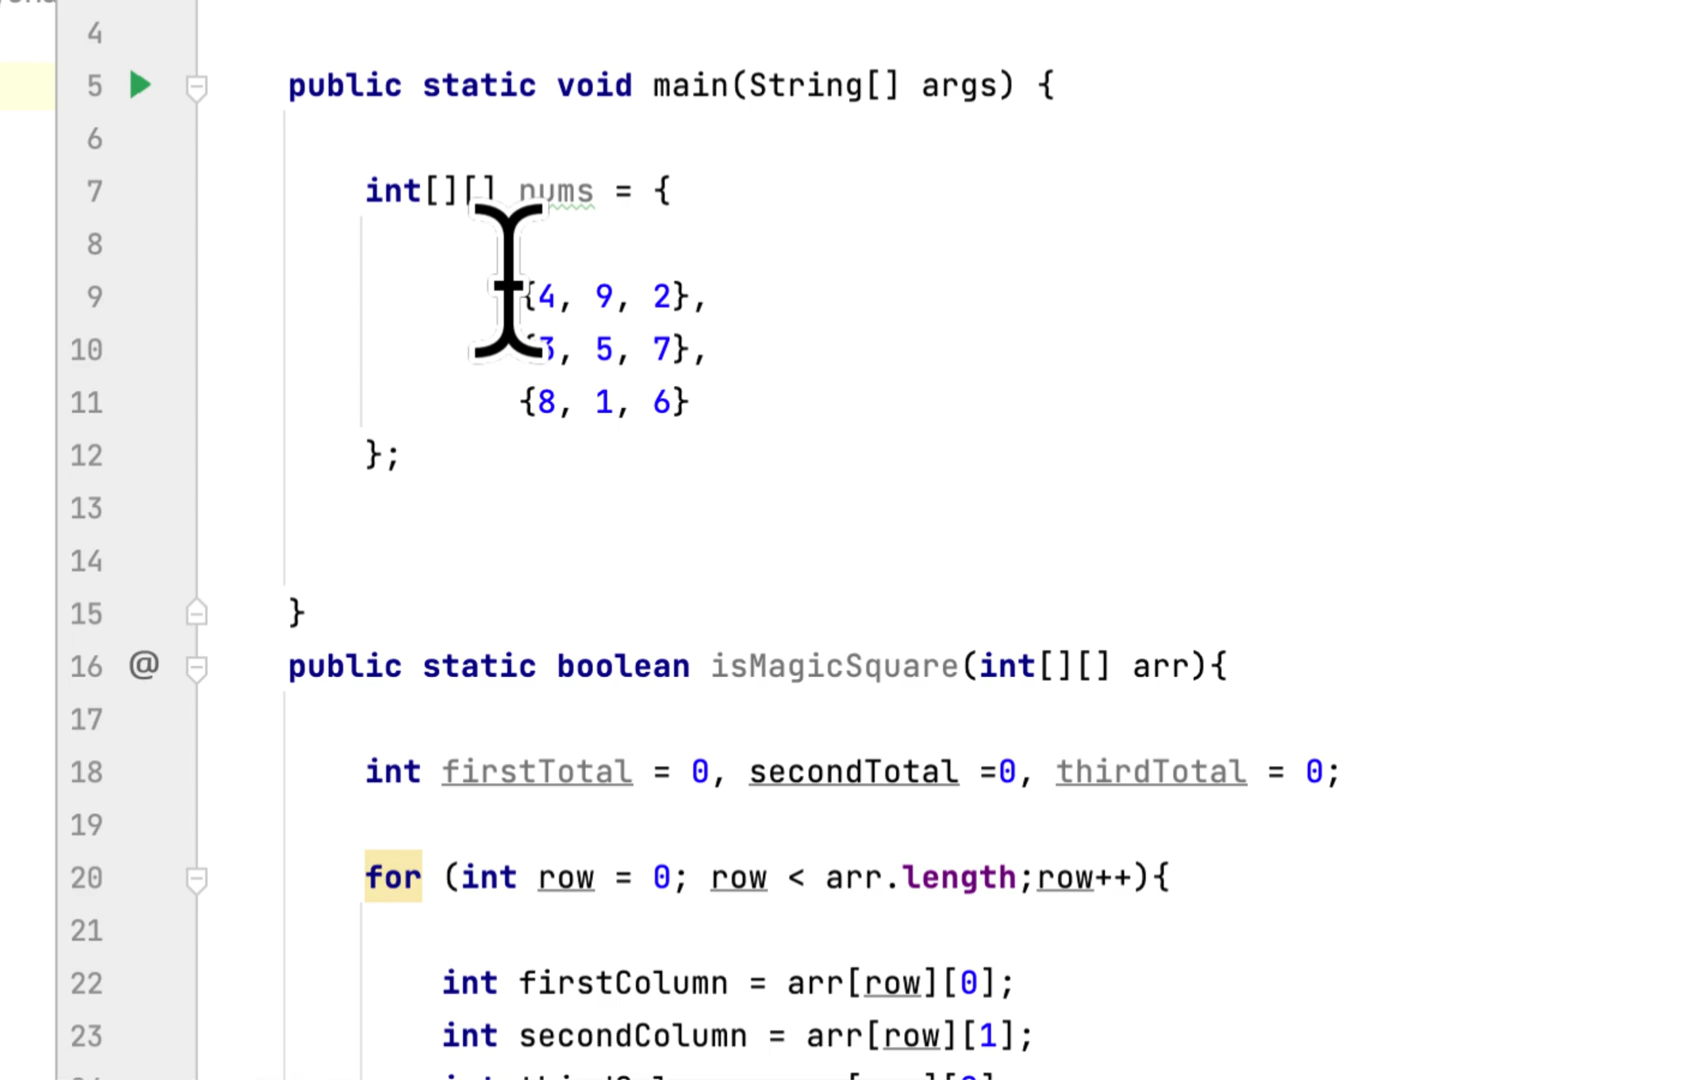 4
5 public static void main(String[] args) {
6
7 int[][] nums = {
8
9 {4, 9, 2},
10 {3, 5, 7},
11 {8, 1, 6}
12 };
13
14
15 }
16 @ public static boolean isMagicSquare(int[][] arr){
17
18 int firstTotal = 0, secondTotal =0, thirdTotal = 0;
19
20 for (int row = 0; row < arr.length;row++){
21
22 int firstColumn = arr[row][0];
23 int secondColumn = arr[row][1];